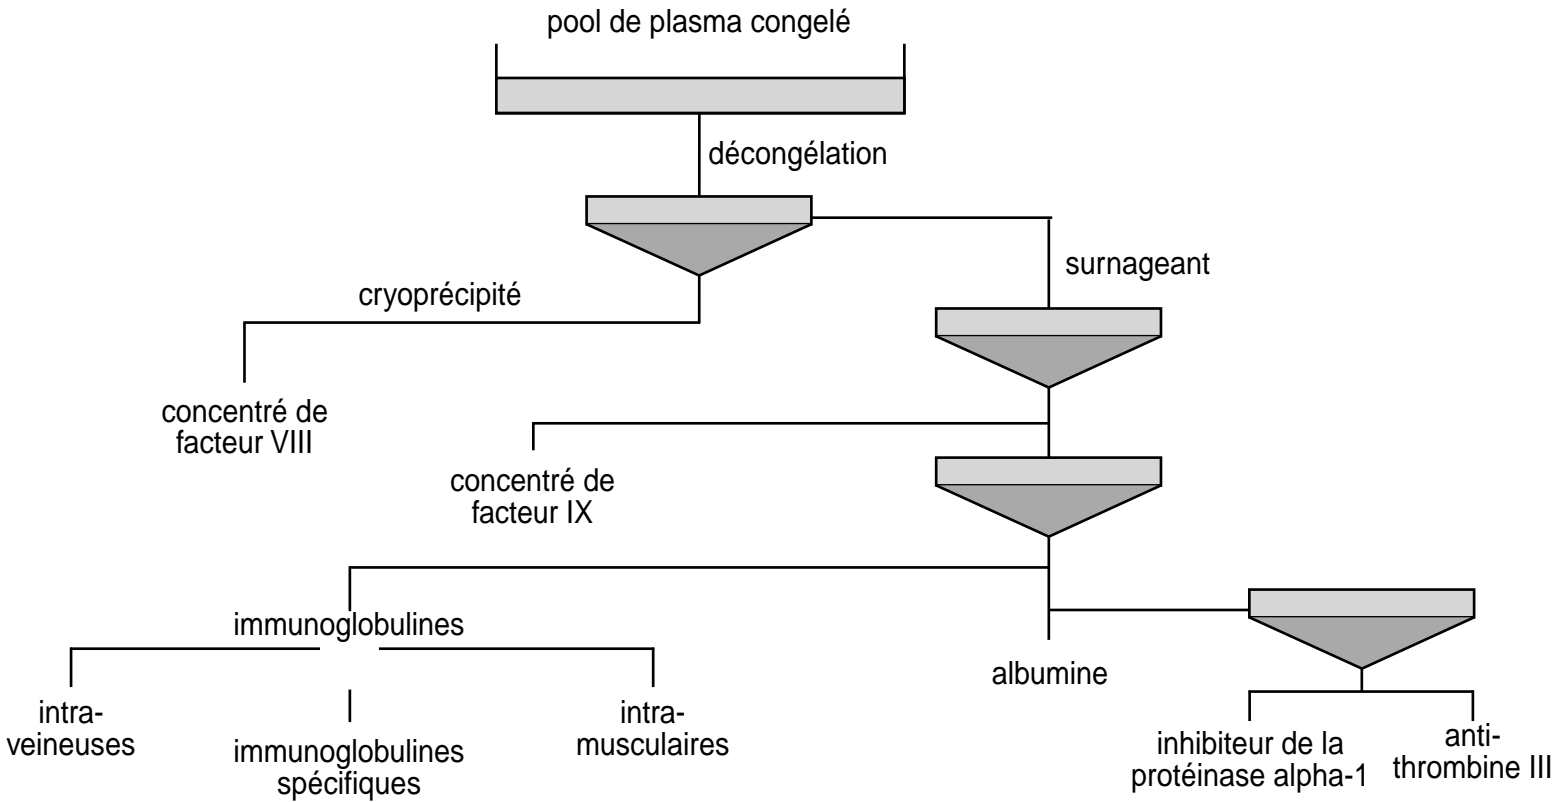 pool de plasma congelé
décongélation
surnageant
cryoprécipité
concentré de
facteur VIII
concentré de
facteur IX
immunoglobulines
albumine
intra-
veineuses
immunoglobulines
spécifiques
intra-
musculaires
inhibiteur de la
protéinase alpha-1
anti-
thrombine III